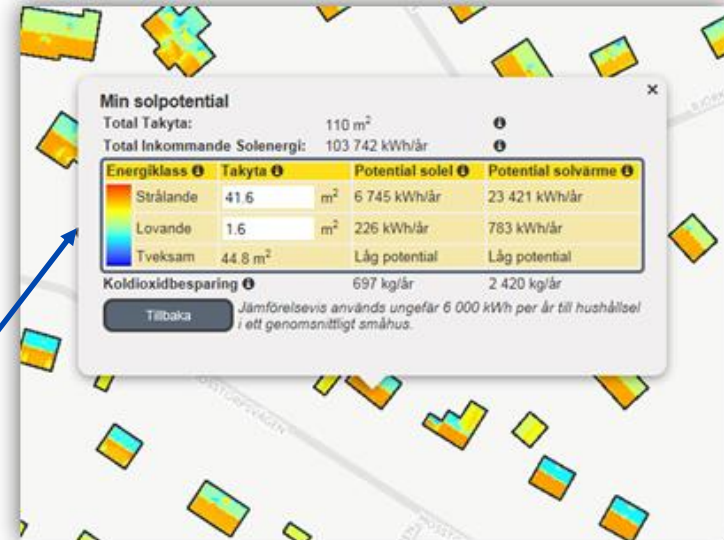 Min solpotential
Total Takyta: 110 m²
Total Inkommande Solenergi: 103 742 kWh/år
Energiklass Takyta Potential solel Potential solvärme
Strålande 41.6 m² 6 745 kWh/år 23 421 kWh/år
Lovande 1.6 m² 226 kWh/år 783 kWh/år
Tveksam 44.8 m² Låg potential Låg potential
Koldioxidbesparing 697 kg/år 2 420 kg/år
Tillbaka
Jämförelsevis används ungefär 6 000 kWh per år till hushållsel
i ett genomsnittligt småhus.